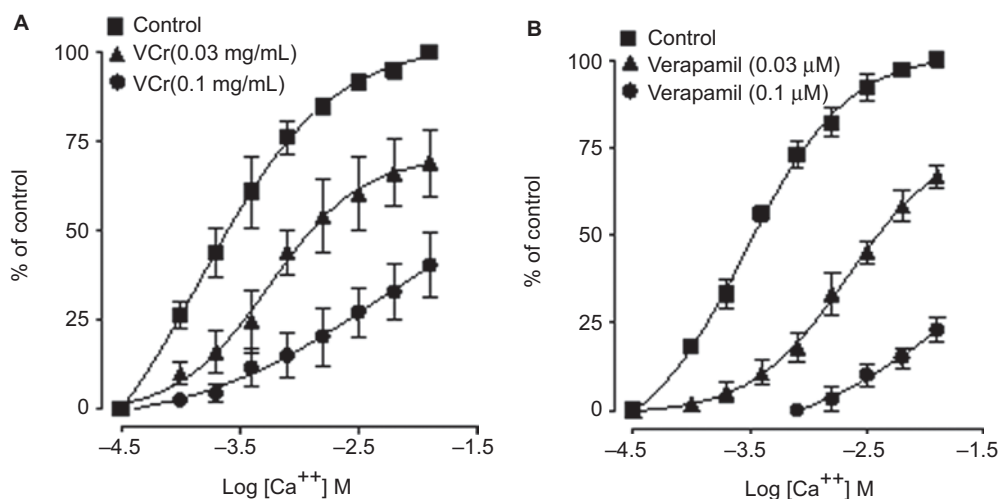 A
Control
VCr(0.03 mg/mL)
VCr(0.1 mg/mL)
100
75
50
25
0
% of control
–4.5 –3.5 –2.5 –1.5
Log [Ca++] M
B
Control
Verapamil (0.03 μM)
Verapamil (0.1 μM)
100
75
50
25
0
% of control
–4.5 –3.5 –2.5 –1.5
Log [Ca++] M